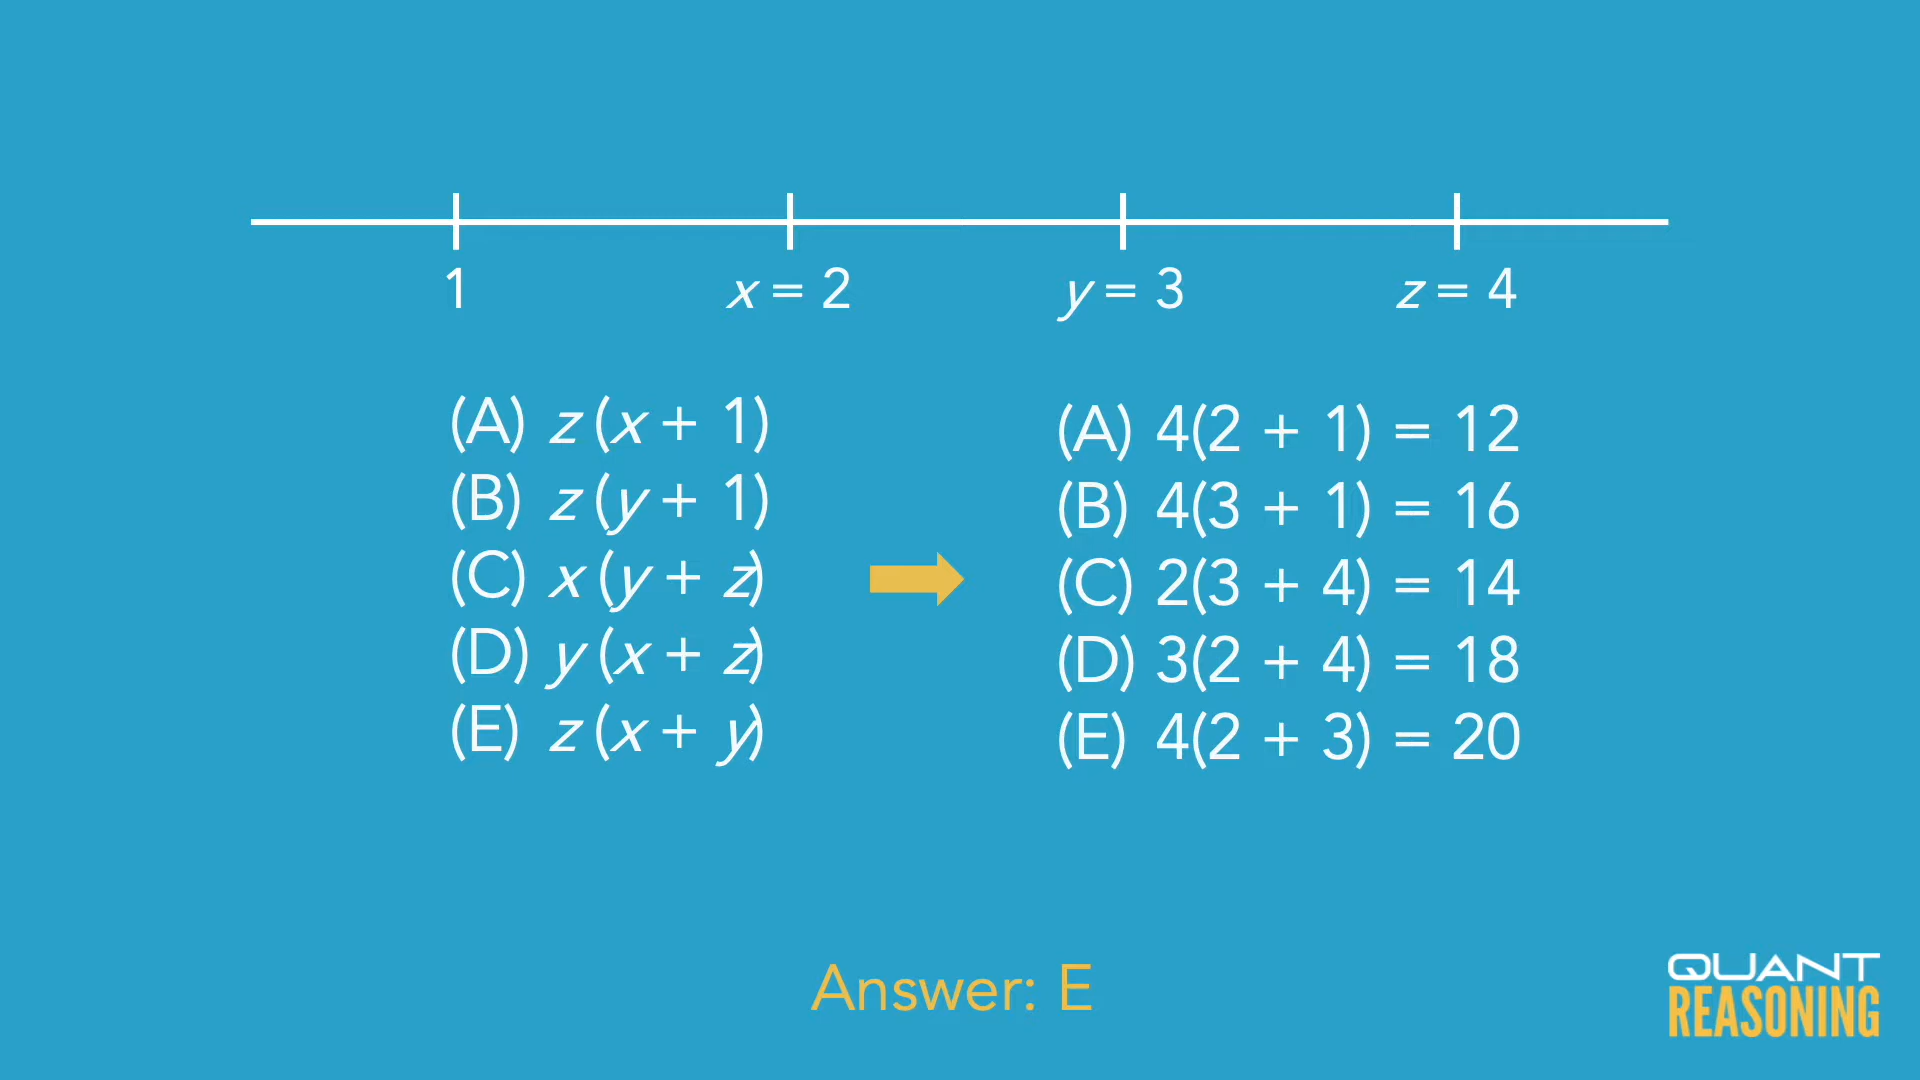 1
x = 2
y = 3
z = 4
(A) z (x + 1)
(B) z (y + 1)
(C) x (y + z)
(D) y (x + z)
(E) z (x + y)
(A) 4(2 + 1) = 12
(B) 4(3 + 1) = 16
(C) 2(3 + 4) = 14
(D) 3(2 + 4) = 18
(E) 4(2 + 3) = 20
Answer: E
QUANT
REASONING